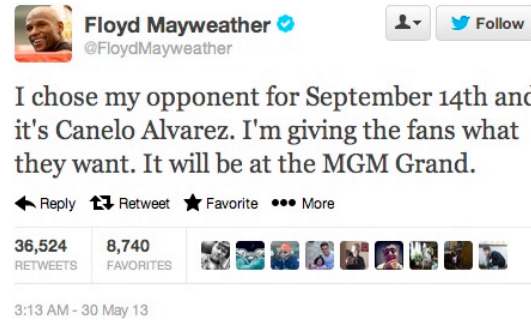 Floyd Mayweather
@FloydMayweather
Follow
I chose my opponent for September 14th and
it's Canelo Alvarez. I'm giving the fans what
they want. It will be at the MGM Grand.
Reply Retweet Favorite More
36,524 8,740
RETWEETS FAVORITES
3:13 AM - 30 May 13